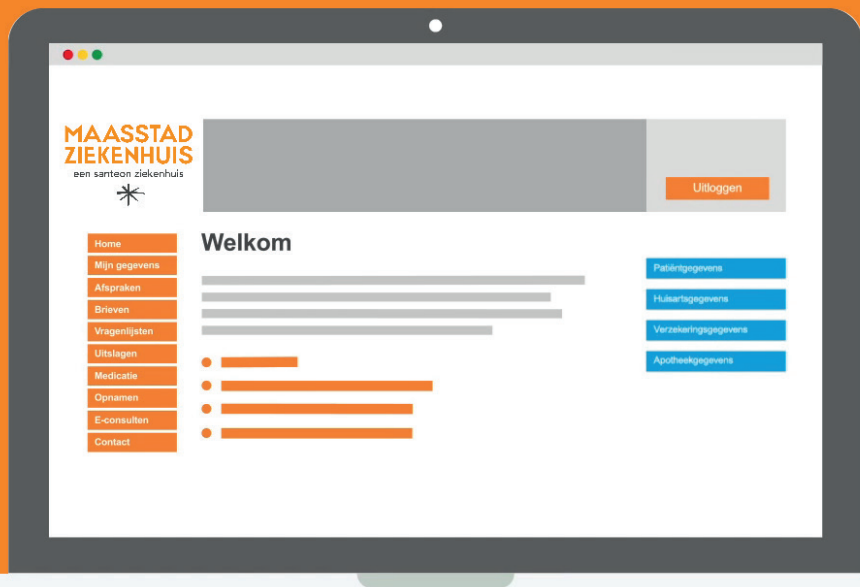 MAASSTAD
ZIEKENHUIS
een santeon ziekenhuis
Uitloggen
Home
Mijn gegevens
Afspraken
Brieven
Vragenlijsten
Uitslagen
Medicatie
Opnamen
E-consulten
Contact
Welkom
Patiëntgegevens
Huisartsgegevens
Verzekeringsgegevens
Apotheekgegevens